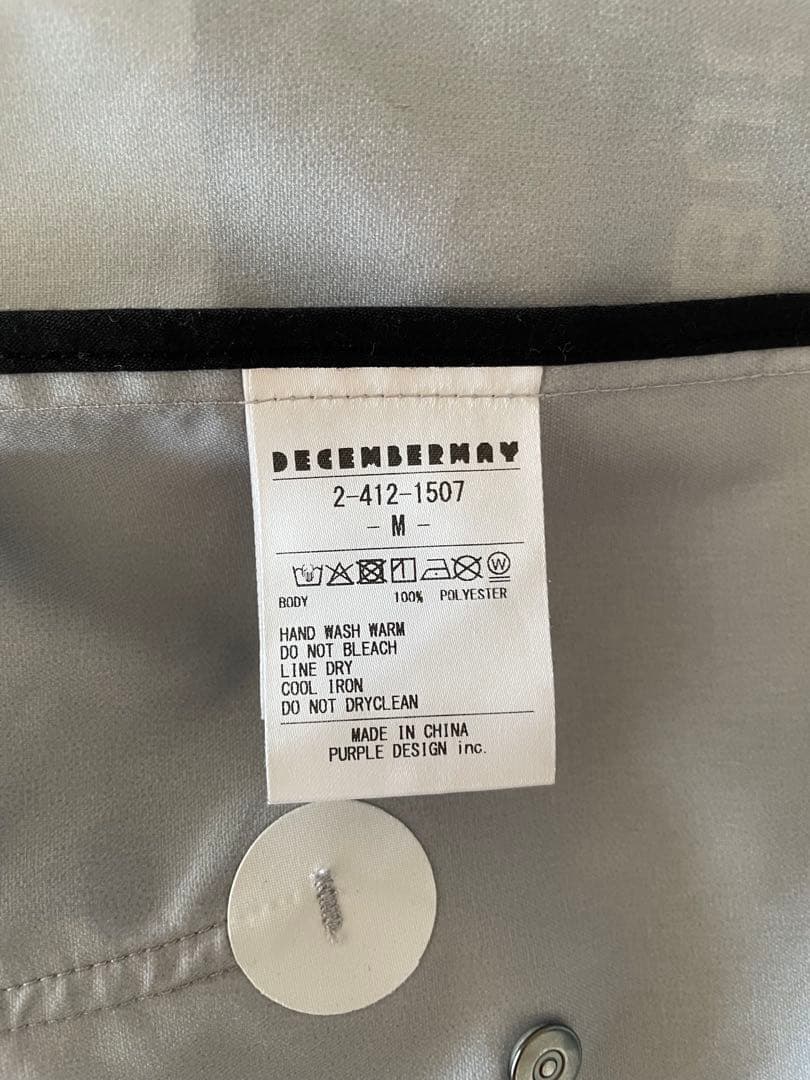 DECEMBERMAY
2-412-1507
- M -
W
BODY 100% POLYESTER
HAND WASH WARM
DO NOT BLEACH
LINE DRY
COOL IRON
DO NOT DRYCLEAN
MADE IN CHINA
PURPLE DESIGN inc.